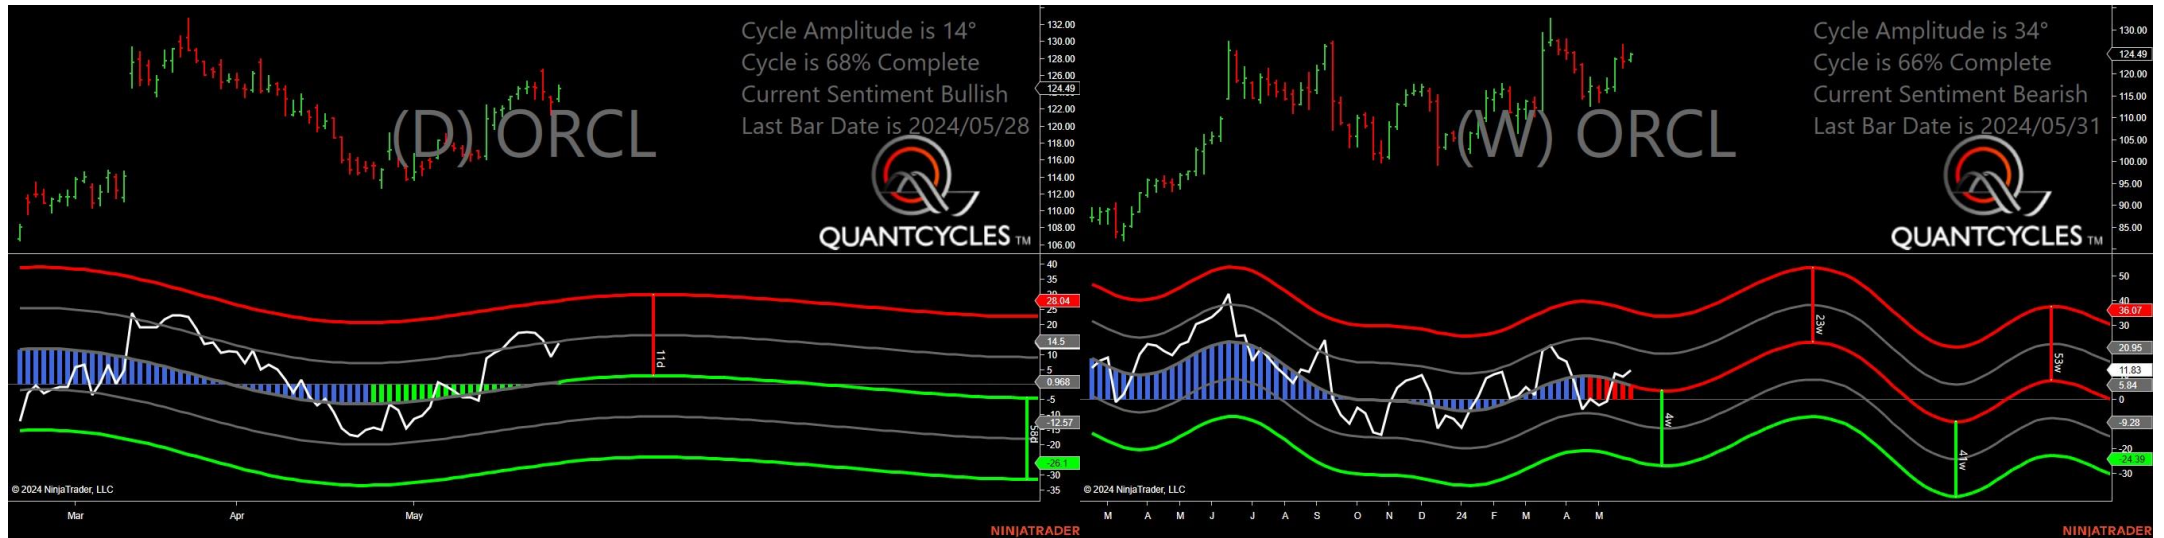 Cycle Amplitude is 14°
Cycle is 68% Complete
Current Sentiment Bullish
Last Bar Date is 2024/05/28
(D) ORCL
QUANTCYCLES TM
132.00
130.00
128.00
126.00
124.49
122.00
120.00
118.00
116.00
114.00
112.00
110.00
108.00
106.00
40
35
28.04
25
20
14.5
10
5
0.968
-5
-10
-12.57
-15
-20
-26.1
-30
-35
11d
58d
© 2024 NinjaTrader, LLC
Mar
Apr
May
NINJATRADER
Cycle Amplitude is 34°
Cycle is 66% Complete
Current Sentiment Bearish
Last Bar Date is 2024/05/31
(W) ORCL
QUANTCYCLES TM
130.00
124.49
120.00
115.00
110.00
105.00
100.00
95.00
90.00
85.00
50
40
36.07
30
20.95
11.83
5.84
0
-9.28
-20
-24.39
-30
4w
23w
41w
53w
© 2024 NinjaTrader, LLC
M A M J J A S O N D 24 F M A M
NINJATRADER